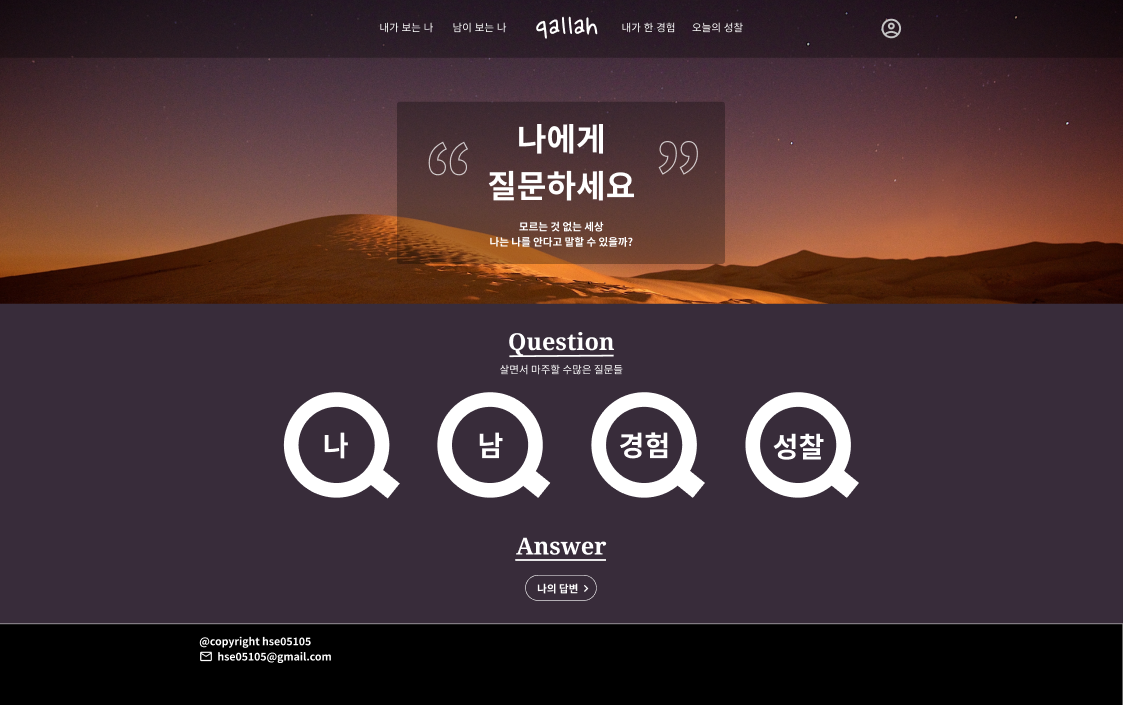 내가 보는 나 남이 보는 나 qallah 내가 한 경험 오늘의 성찰
“ 나에게 ”
질문하세요
모르는 것 없는 세상
나는 나를 안다고 말할 수 있을까?
Question
살면서 마주할 수많은 질문들
나 남 경험 성찰
Answer
나의 답변 >
@copyright hse05105
hse05105@gmail.com